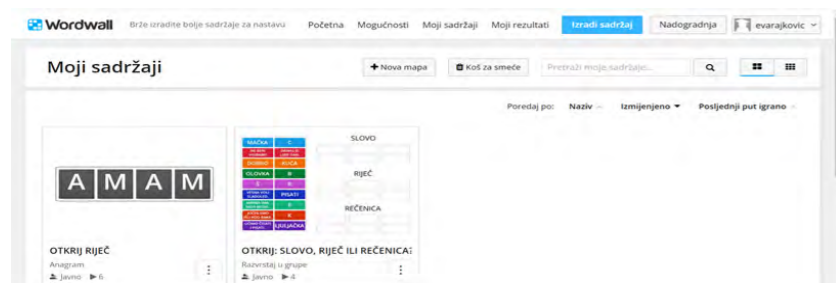 Wordwall Brže izradite bolje sadržaje za nastavu Početna Mogućnosti Moji sadržaji Moji rezultati Izradi sadržaj Nadogradnja evarajkovic
Moji sadržaji Nova mapa Koš za smeće Pretraži moje sadržaje...
Poredaj po: Naziv Izmijenjeno Posljednji put igrano
A M A M
SLOVO
RIJEČ
REČENICA
MAČKA C
KUĆA
OLOVKA
PISATI
LJULJAČKA
OTKRIJ RIJEČ
Anagram
Javno 6
OTKRIJ: SLOVO, RIJEČ ILI REČENICA?
Razvrstaj u grupe
Javno 4